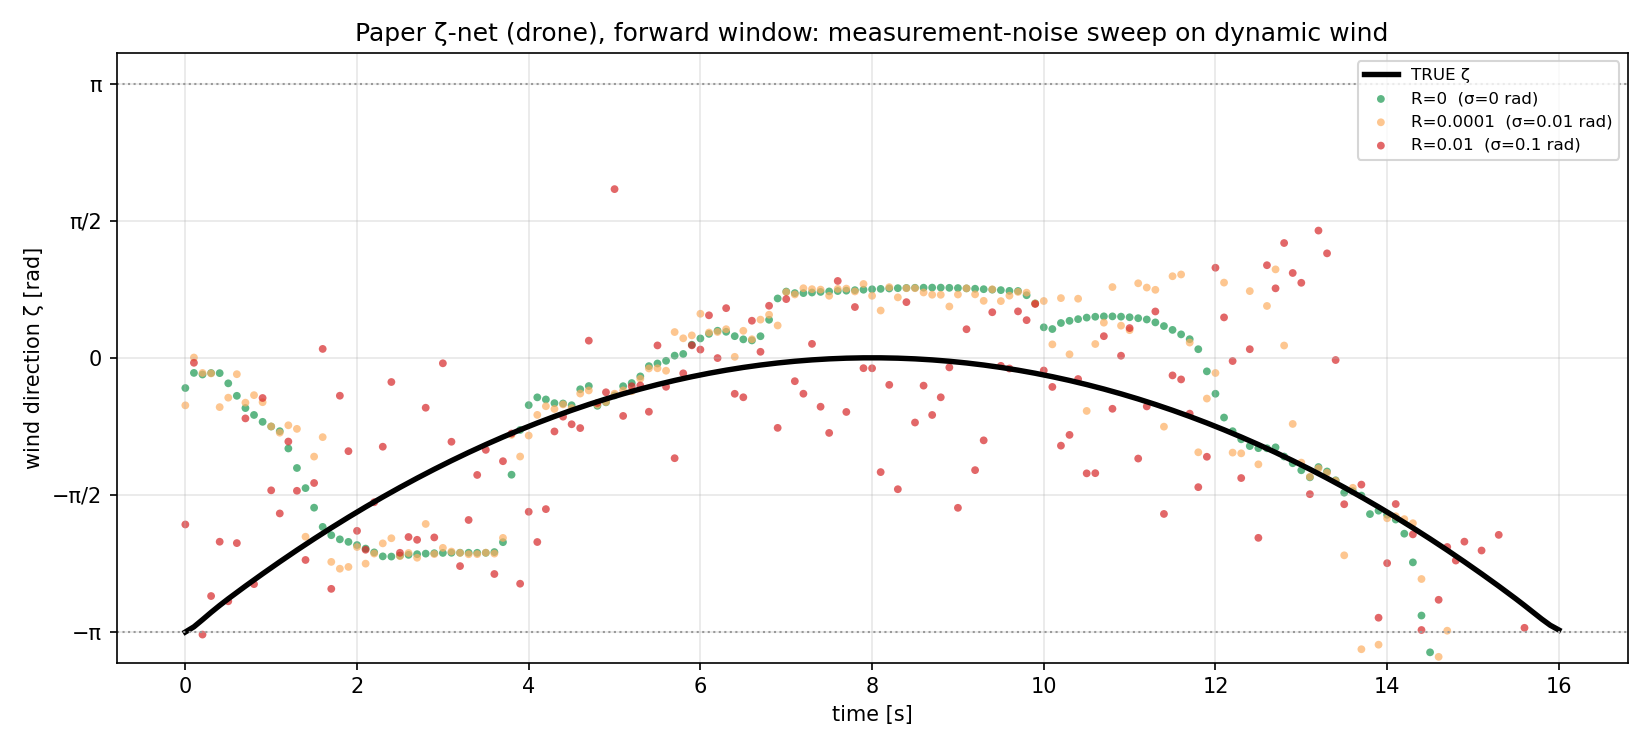 Paper ζ-net (drone), forward window: measurement-noise sweep on dynamic wind
π
π/2
0
−π/2
−π
wind direction ζ [rad]
TRUE ζ
R=0  (σ=0 rad)
R=0.0001  (σ=0.01 rad)
R=0.01  (σ=0.1 rad)
0 2 4 6 8 10 12 14 16
time [s]